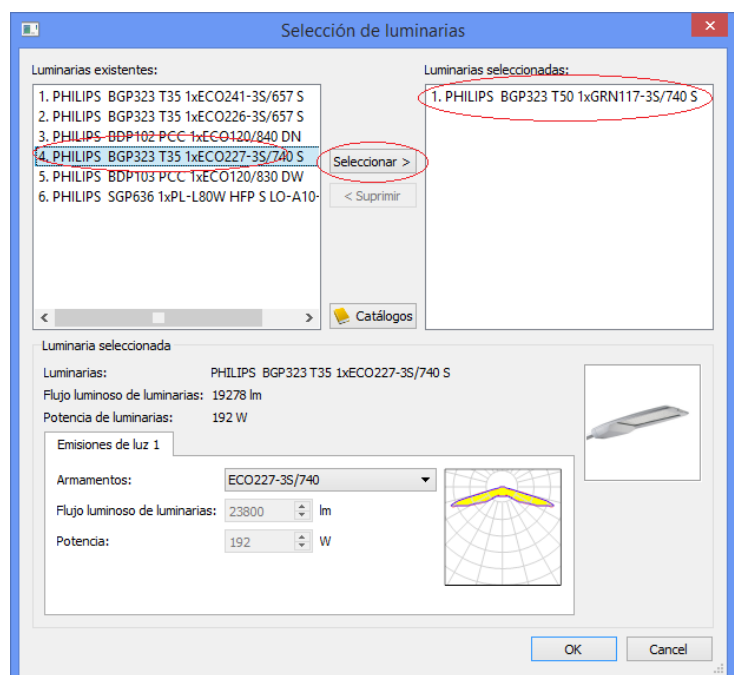 Selección de luminarias
Luminarias existentes:
Luminarias seleccionadas:
1. PHILIPS BGP323 T35 1xECO241-3S/657 S
2. PHILIPS BGP323 T35 1xECO226-3S/657 S
3. PHILIPS BDP102 PCC 1xECO120/840 DN
4. PHILIPS BGP323 T35 1xECO227-3S/740 S
5. PHILIPS BDP103 PCC 1xECO120/830 DW
6. PHILIPS SGP636 1xPL-L80W HFP S LO-A10-
Seleccionar >
< Suprimir
Catálogos
1. PHILIPS BGP323 T50 1xGRN117-3S/740 S
Luminaria seleccionada
Luminarias: PHILIPS BGP323 T35 1xECO227-3S/740 S
Flujo luminoso de luminarias: 19278 lm
Potencia de luminarias: 192 W
Emisiones de luz 1
Armamentos: ECO227-3S/740
Flujo luminoso de luminarias: 23800 lm
Potencia: 192 W
OK Cancel